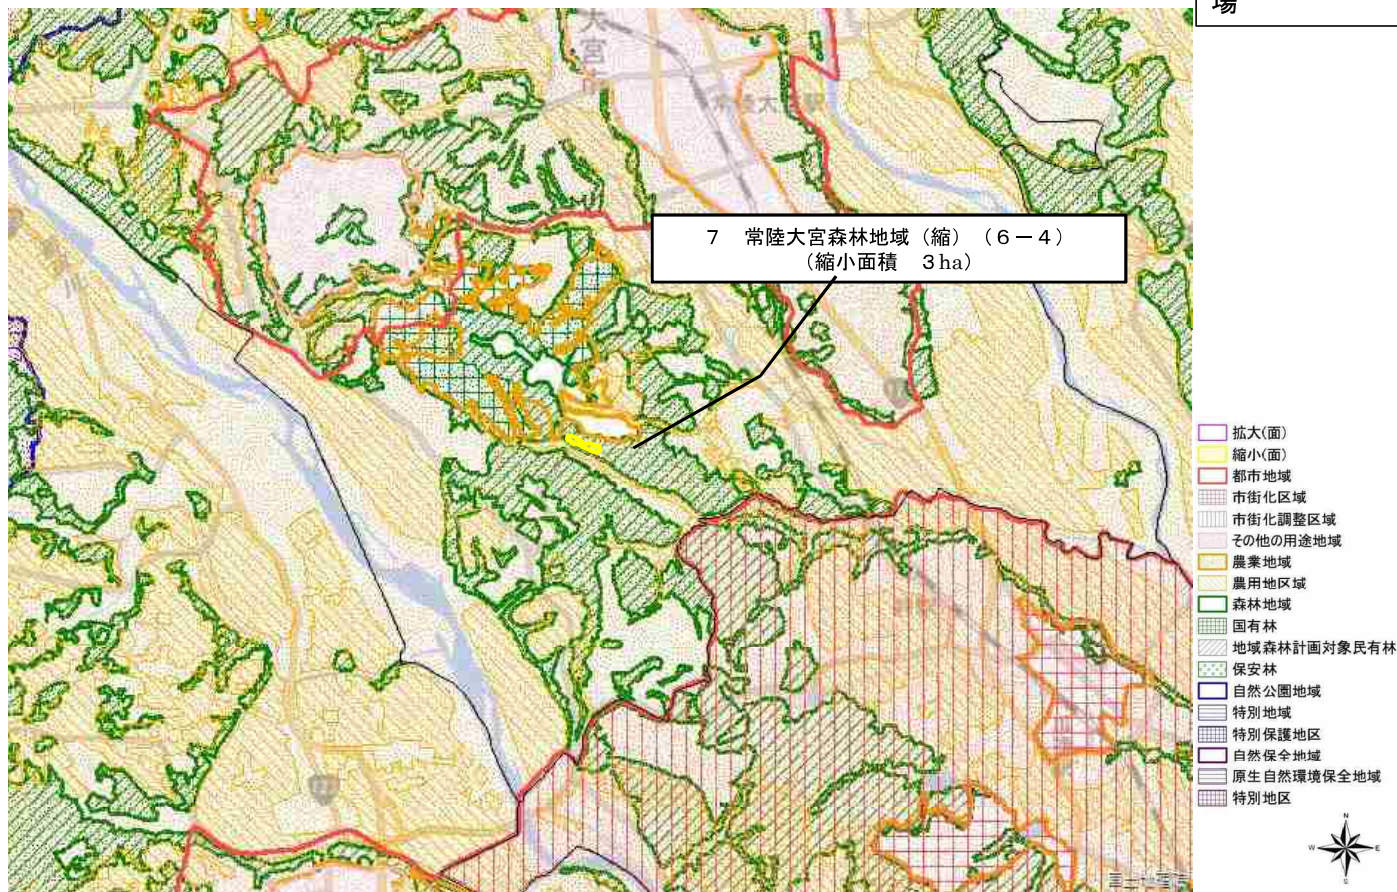 場
大
宮
常陸大宮駅
川
7 常陸大宮森林地域（縮）（６－４）
（縮小面積 3ha）
拡大(面)
縮小(面)
都市地域
市街化区域
市街化調整区域
その他の用途地域
農業地域
農用地区域
森林地域
国有林
地域森林計画対象民有林
保安林
自然公園地域
特別地域
特別保護地区
自然保全地域
原生自然環境保全地域
特別地区
N
W
E
S